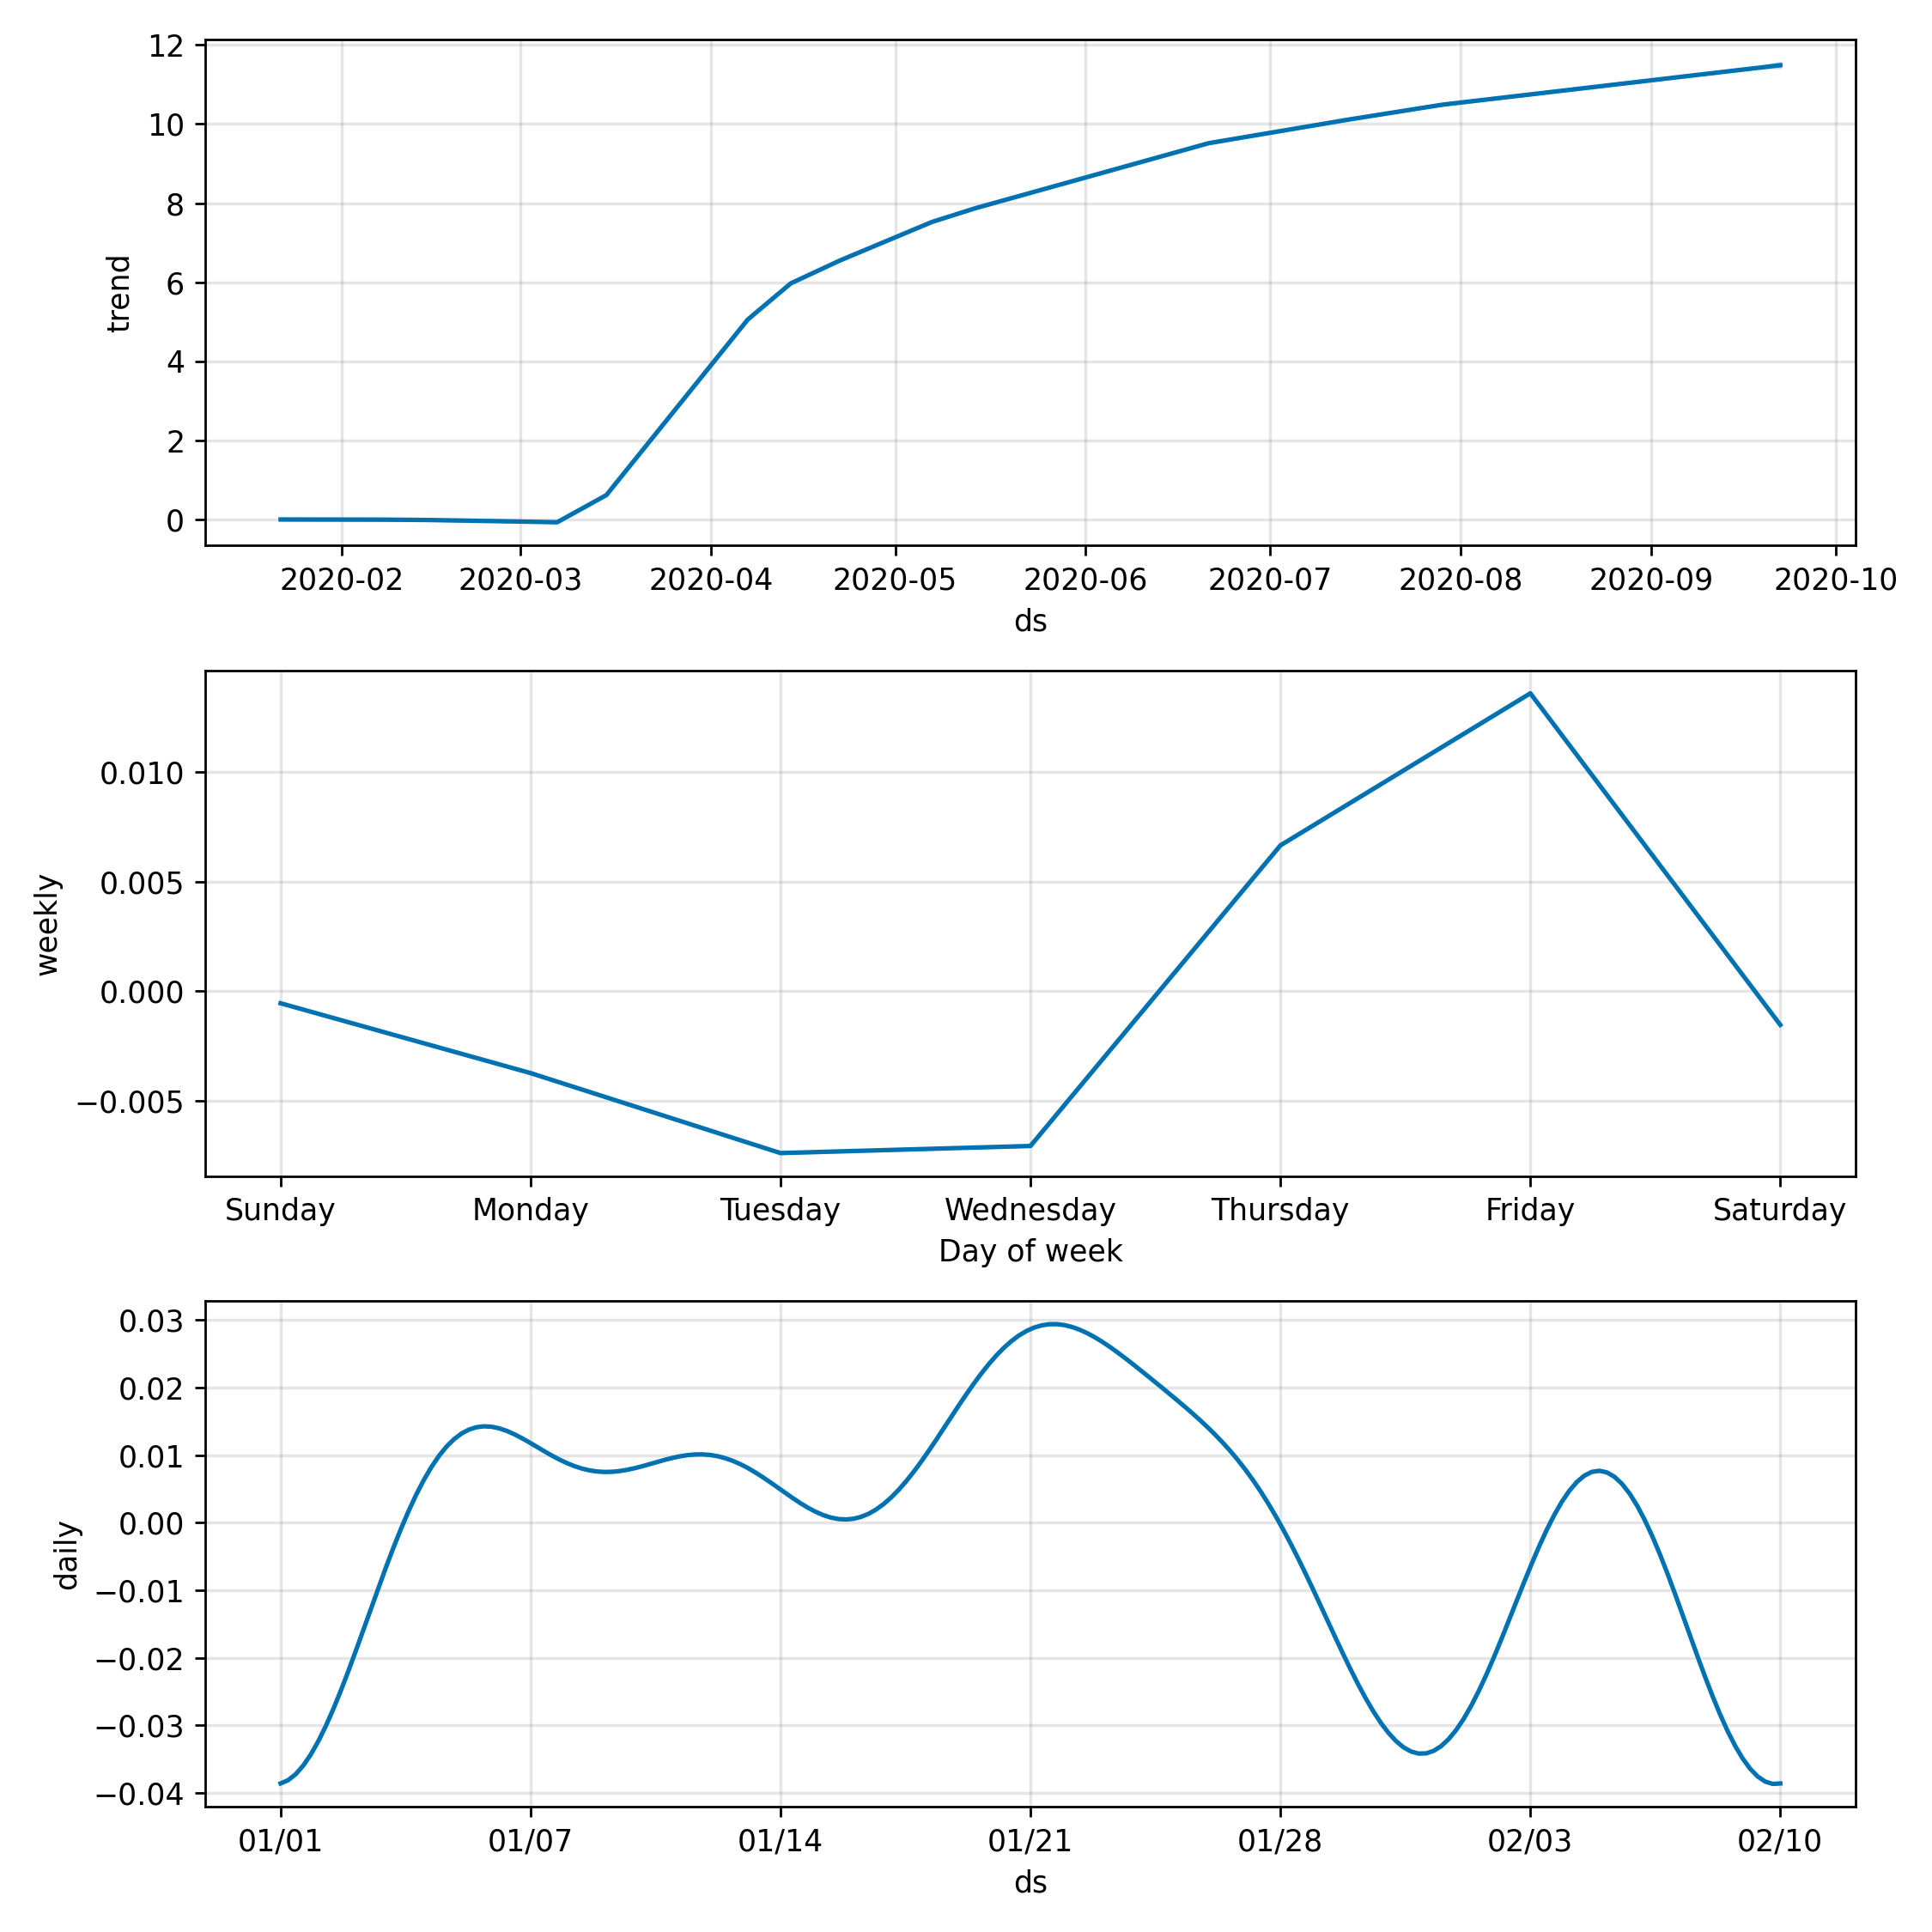 12
10
8
6
4
2
0
trend
2020-02 2020-03 2020-04 2020-05 2020-06 2020-07 2020-08 2020-09 2020-10
ds
0.010
0.005
0.000
−0.005
weekly
Sunday Monday Tuesday Wednesday Thursday Friday Saturday
Day of week
0.03
0.02
0.01
0.00
−0.01
−0.02
−0.03
−0.04
daily
01/01 01/07 01/14 01/21 01/28 02/03 02/10
ds